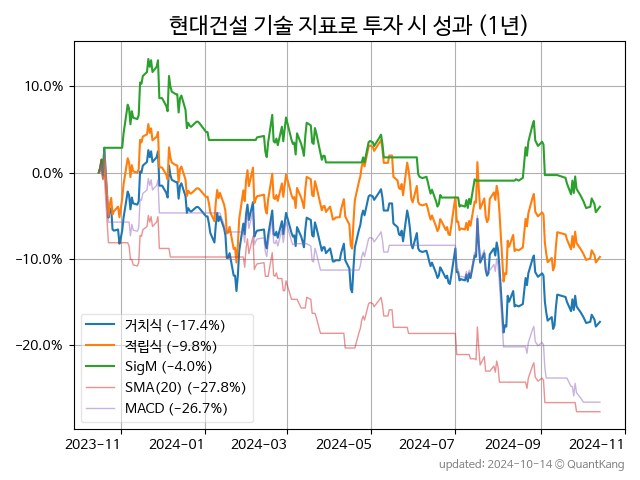 현대건설 기술 지표로 투자 시 성과 (1년)
10.0%
0.0%
−10.0%
−20.0%
거치식 (−17.4%)
적립식 (−9.8%)
SigM (−4.0%)
SMA(20) (−27.8%)
MACD (−26.7%)
2023-11 2024-01 2024-03 2024-05 2024-07 2024-09 2024-11
updated: 2024-10-14 © QuantKang